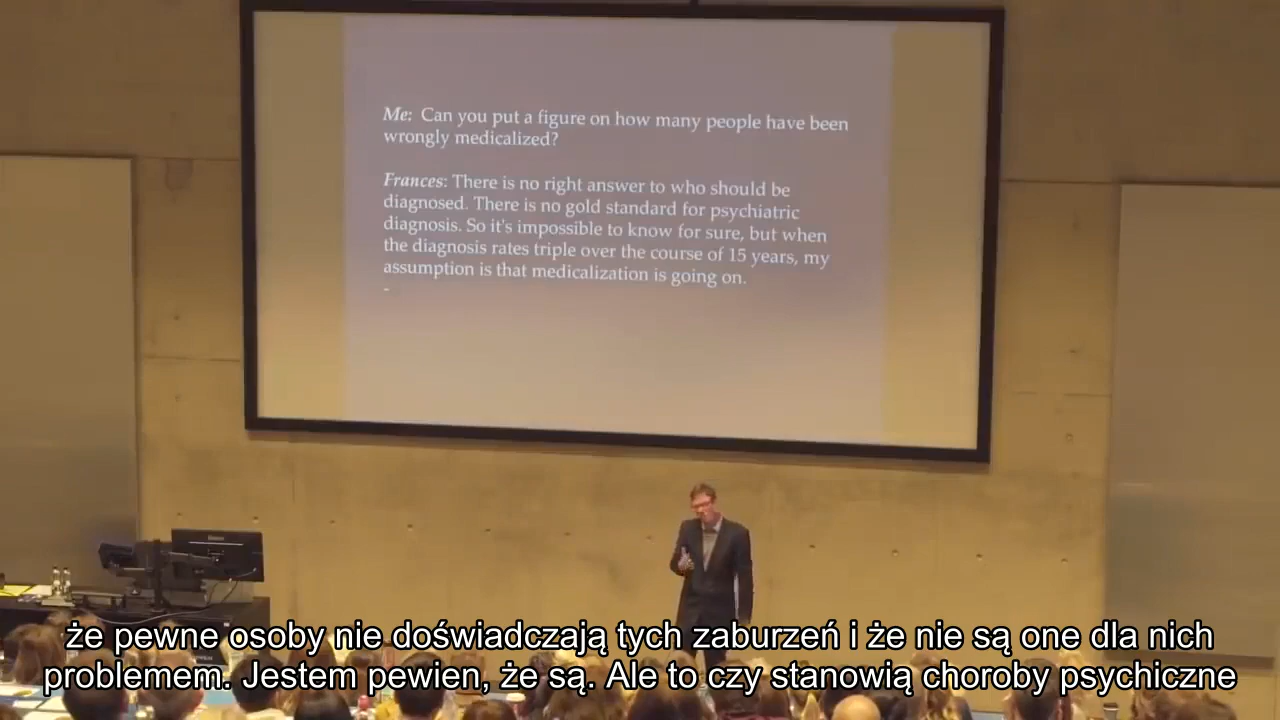 Me: Can you put a figure on how many people have been
wrongly medicalized?
Frances: There is no right answer to who should be
diagnosed. There is no gold standard for psychiatric
diagnosis. So it's impossible to know for sure, but when
the diagnosis rates triple over the course of 15 years, my
assumption is that medicalization is going on.
-
że pewne osoby nie doświadczają tych zaburzeń i że nie są one dla nich
problemem. Jestem pewien, że są. Ale to czy stanowią choroby psychiczne